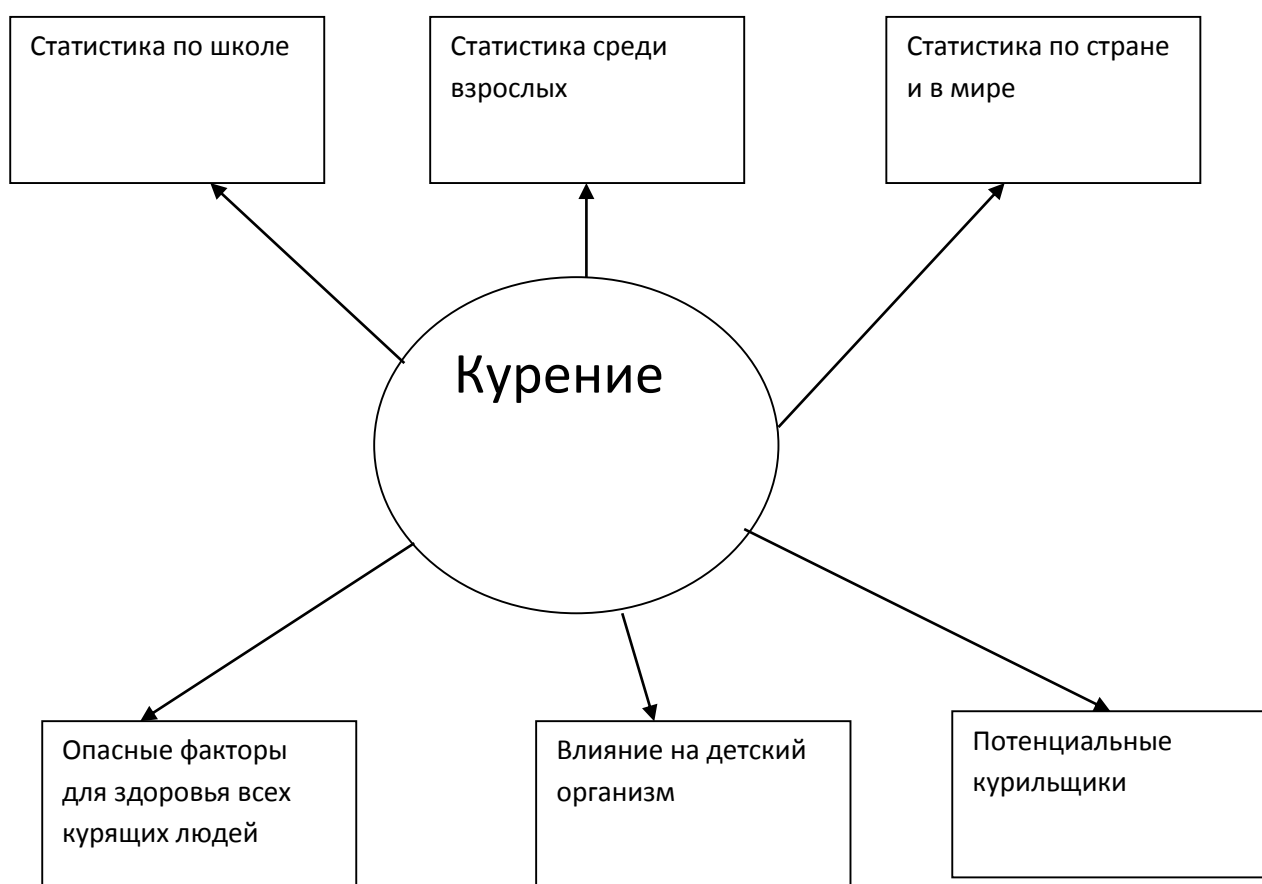 Статистика по школе
Статистика среди
взрослых
Статистика по стране
и в мире
Курение
Опасные факторы
для здоровья всех
курящих людей
Влияние на детский
организм
Потенциальные
курильщики